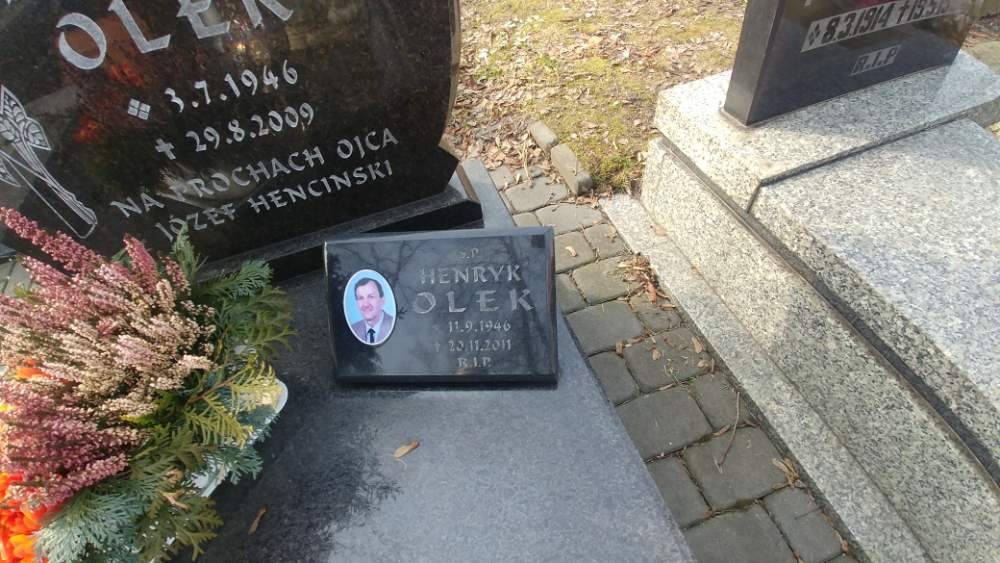 OLEK
3.7.1946
✝ 29.8.2009
NA PROCHACH OJCA
JÓZEF HENCINSKI
Ś.P.
HENRYK
OLEK
11.9.1946
✝ 20.11.2011
R.I.P.
8.3.1914 ✝
R.I.P